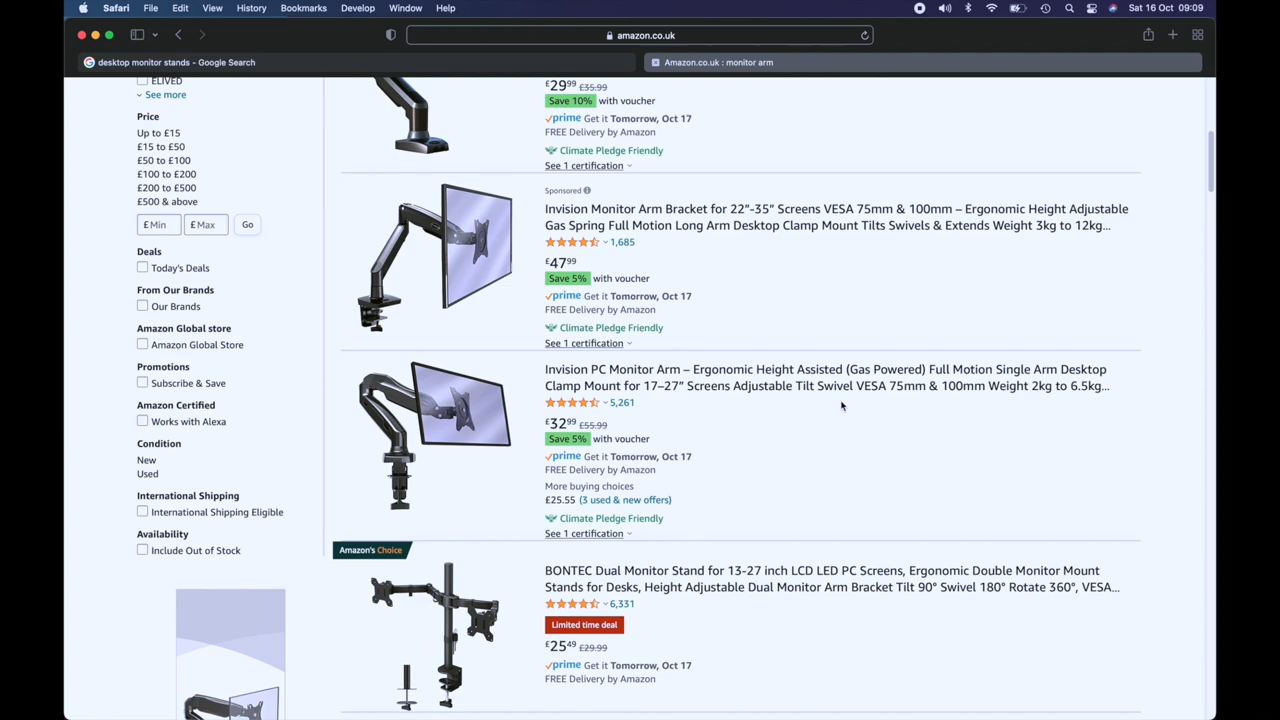 Safari File Edit View History Bookmarks Develop Window Help Sat 16 Oct 09:09
amazon.co.uk
desktop monitor stands - Google Search
Amazon.co.uk : monitor arm
ELIVED
See more
Price
Up to £15
£15 to £50
£50 to £100
£100 to £200
£200 to £500
£500 & above
£ Min £ Max Go
Deals
Today's Deals
From Our Brands
Our Brands
Amazon Global store
Amazon Global Store
Promotions
Subscribe & Save
Amazon Certified
Works with Alexa
Condition
New
Used
International Shipping
International Shipping Eligible
Availability
Include Out of Stock
£29.99 £35.99
Save 10% with voucher
prime Get it Tomorrow, Oct 17
FREE Delivery by Amazon
Climate Pledge Friendly
See 1 certification
Sponsored
Invision Monitor Arm Bracket for 22”-35” Screens VESA 75mm & 100mm – Ergonomic Height Adjustable
Gas Spring Full Motion Long Arm Desktop Clamp Mount Tilts Swivels & Extends Weight 3kg to 12kg...
1,685
£47.99
Save 5% with voucher
prime Get it Tomorrow, Oct 17
FREE Delivery by Amazon
Climate Pledge Friendly
See 1 certification
Invision PC Monitor Arm – Ergonomic Height Assisted (Gas Powered) Full Motion Single Arm Desktop
Clamp Mount for 17–27” Screens Adjustable Tilt Swivel VESA 75mm & 100mm Weight 2kg to 6.5kg...
5,261
£32.99 £55.99
Save 5% with voucher
prime Get it Tomorrow, Oct 17
FREE Delivery by Amazon
More buying choices
£25.55 (3 used & new offers)
Climate Pledge Friendly
See 1 certification
Amazon's Choice
BONTEC Dual Monitor Stand for 13-27 inch LCD LED PC Screens, Ergonomic Double Monitor Mount
Stands for Desks, Height Adjustable Dual Monitor Arm Bracket Tilt 90° Swivel 180° Rotate 360°, VESA...
6,331
Limited time deal
£25.49 £29.99
prime Get it Tomorrow, Oct 17
FREE Delivery by Amazon